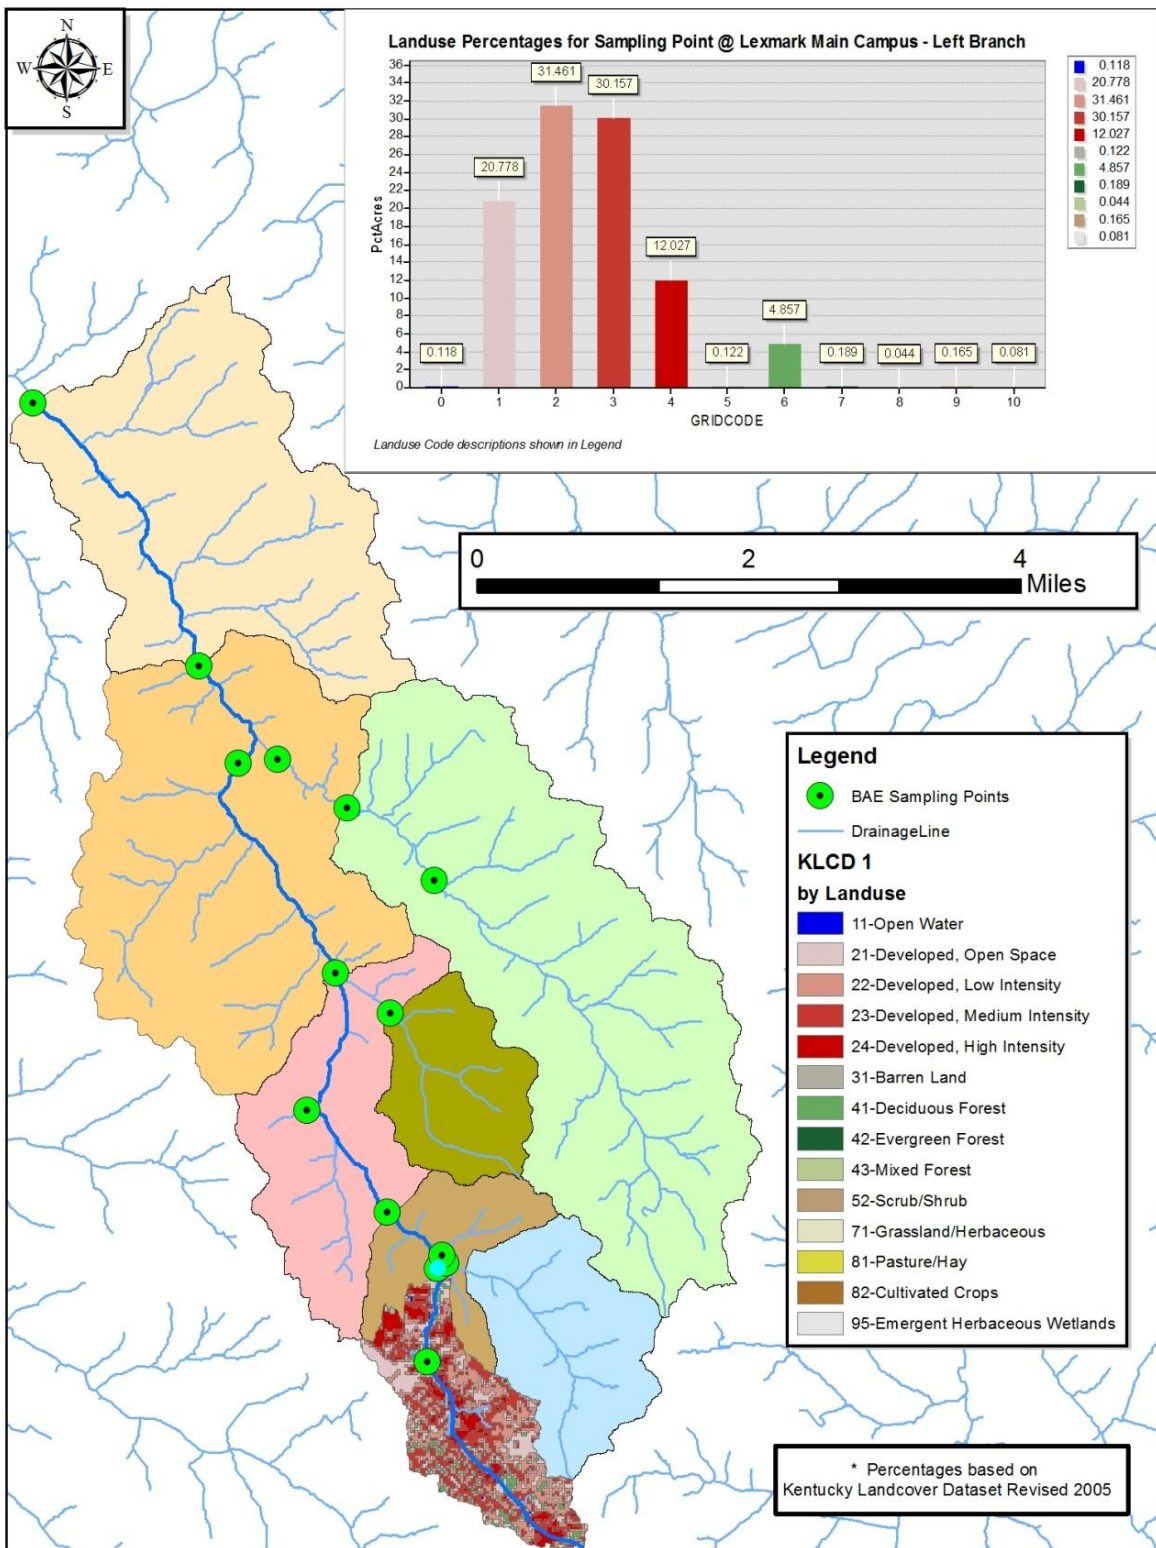 N
W E
S
Landuse Percentages for Sampling Point @ Lexmark Main Campus - Left Branch
36
34
32
30
28
26
24
22
20
18
16
14
12
10
8
6
4
2
0
PctAcres
0.118
20.778
31.461
30.157
12.027
0.122
4.857
0.189
0.044
0.165
0.081
0 1 2 3 4 5 6 7 8 9 10
GRIDCODE
Landuse Code descriptions shown in Legend
0.118
20.778
31.461
30.157
12.027
0.122
4.857
0.189
0.044
0.165
0.081
0 2 4
Miles
Legend
BAE Sampling Points
DrainageLine
KLCD 1
by Landuse
11-Open Water
21-Developed, Open Space
22-Developed, Low Intensity
23-Developed, Medium Intensity
24-Developed, High Intensity
31-Barren Land
41-Deciduous Forest
42-Evergreen Forest
43-Mixed Forest
52-Scrub/Shrub
71-Grassland/Herbaceous
81-Pasture/Hay
82-Cultivated Crops
95-Emergent Herbaceous Wetlands
* Percentages based on
Kentucky Landcover Dataset Revised 2005